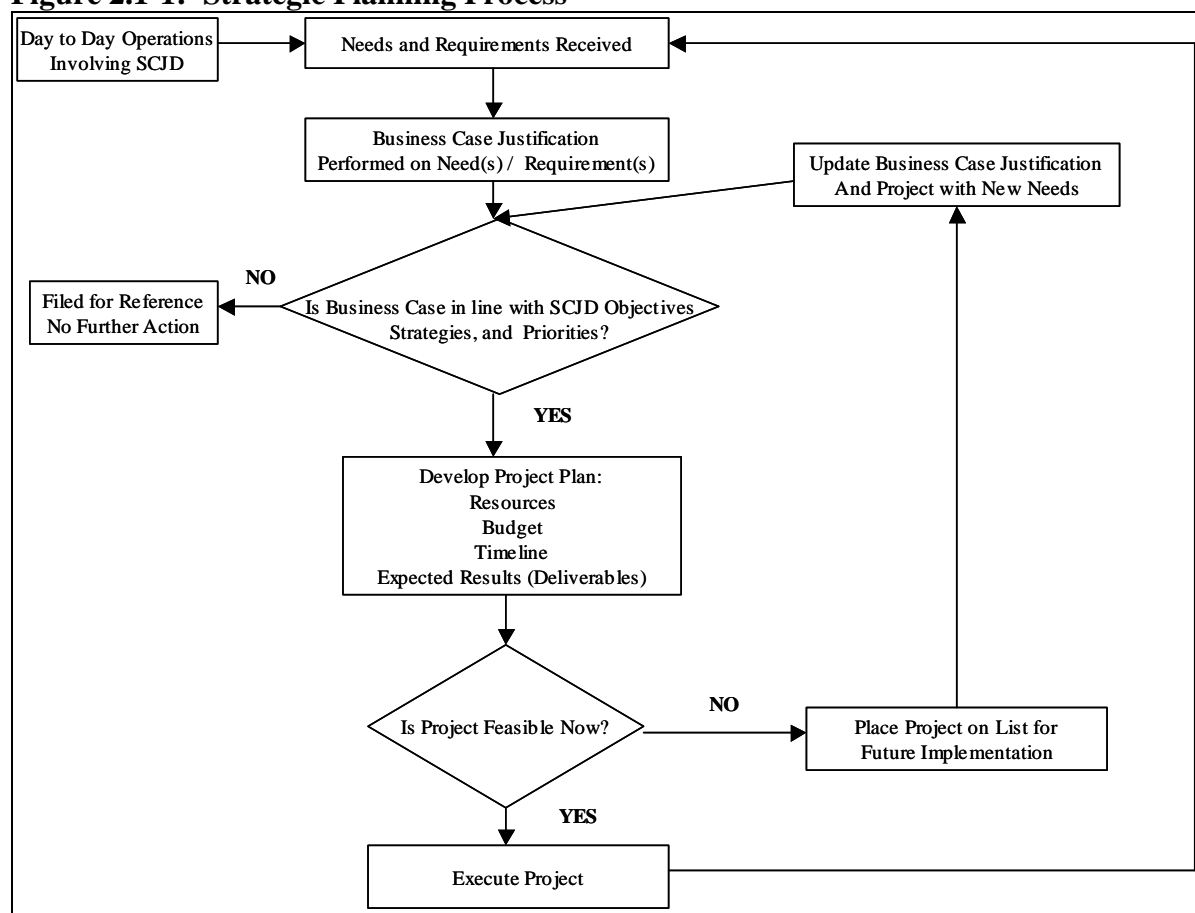 Figure 2.1-1: Strategic Planning Process
Day to Day Operations
Involving SCJD
Needs and Requirements Received
Business Case Justification
Performed on Need(s) / Requirement(s)
Update Business Case Justification
And Project with New Needs
NO
Filed for Reference
No Further Action
Is Business Case in line with SCJD Objectives
Strategies, and Priorities?
YES
Develop Project Plan:
Resources
Budget
Timeline
Expected Results (Deliverables)
Is Project Feasible Now?
NO
Place Project on List for
Future Implementation
YES
Execute Project